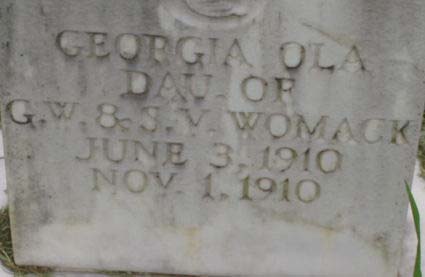 GEORGIA OLA
DAU. OF
G. W. & S. V. WOMACK
JUNE 3, 1910
NOV. 1, 1910